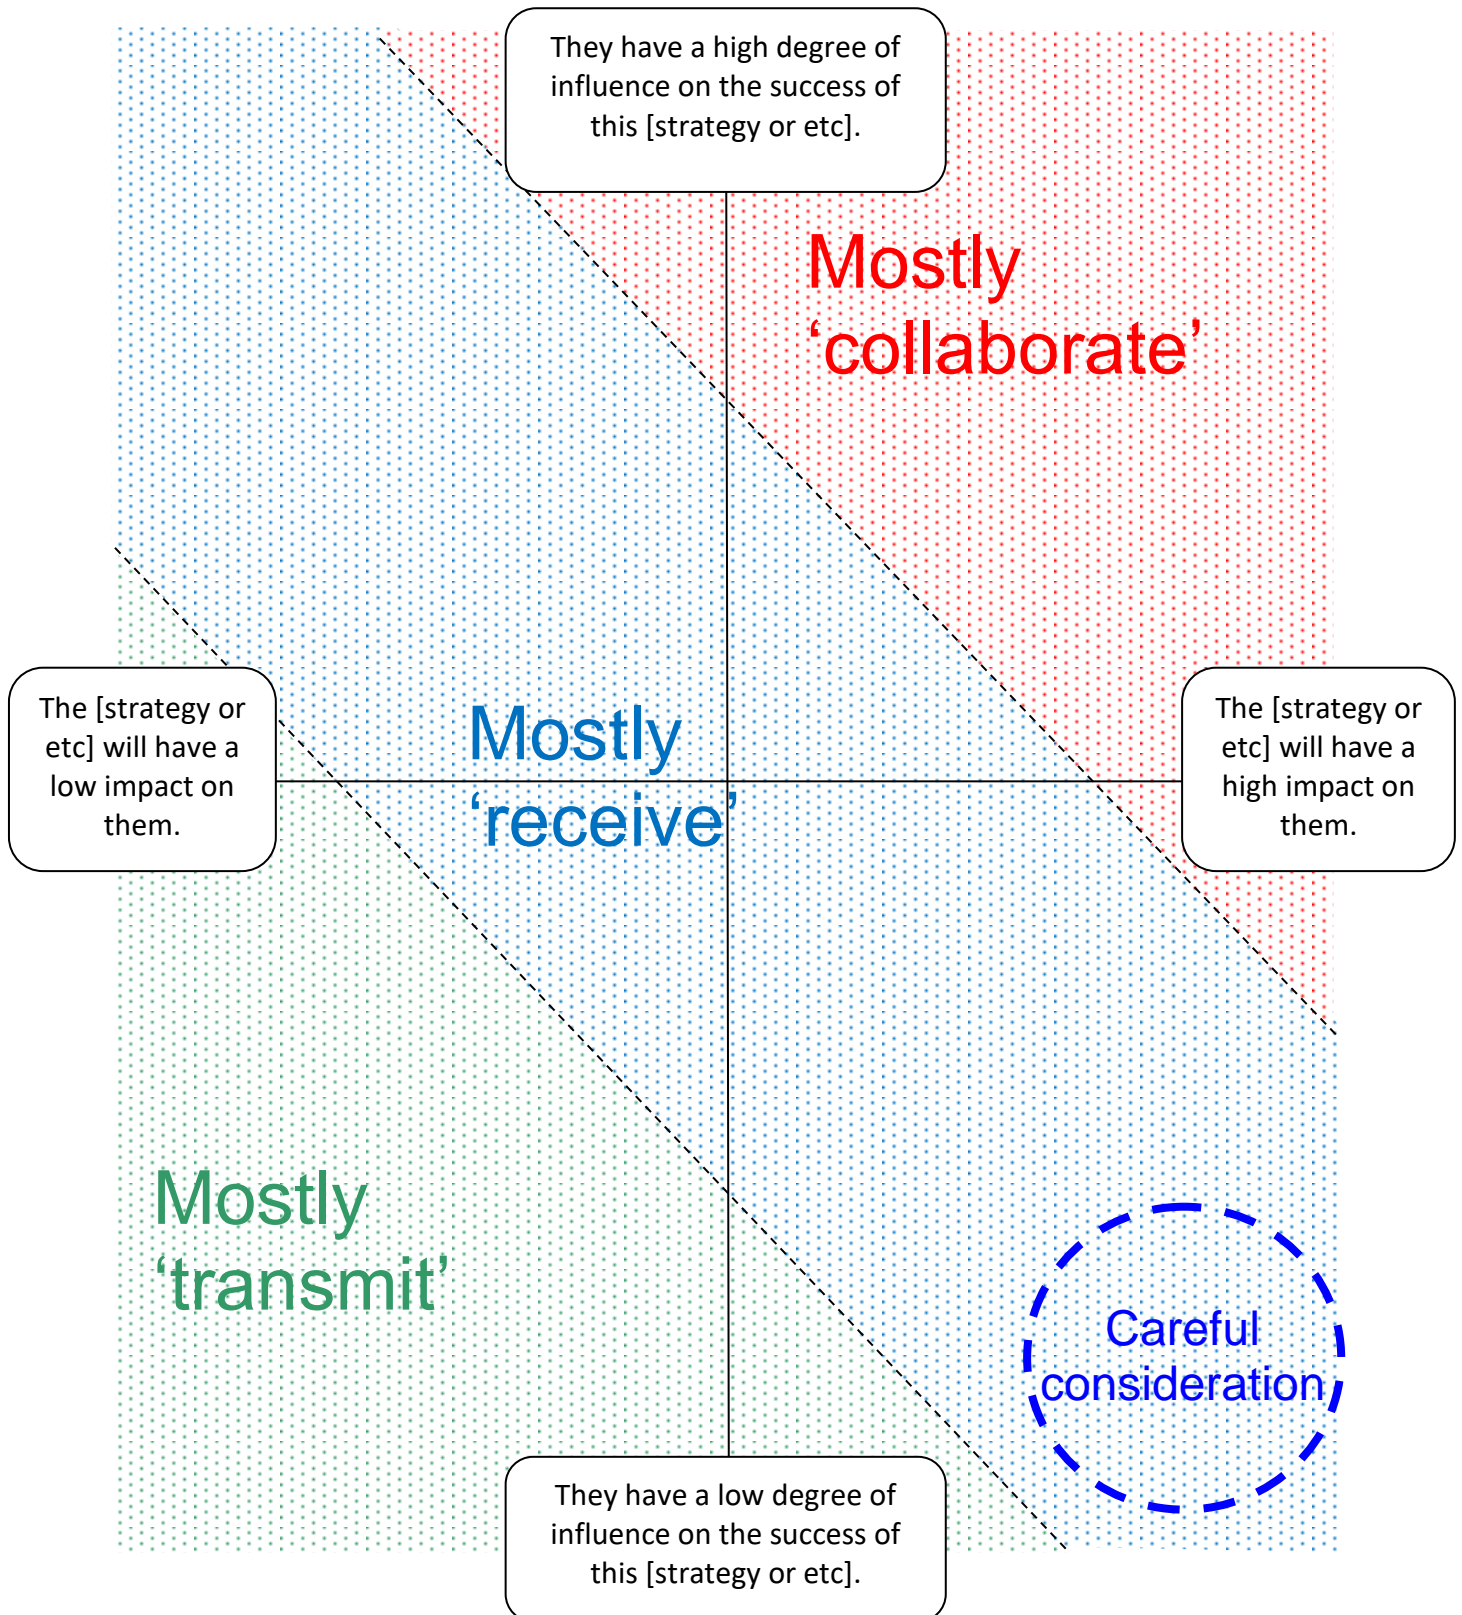 They have a high degree of
influence on the success of
this [strategy or etc].
Mostly
‘collaborate’
The [strategy or
etc] will have a
low impact on
them.
Mostly
‘receive’
The [strategy or
etc] will have a
high impact on
them.
Mostly
‘transmit’
Careful
consideration
They have a low degree of
influence on the success of
this [strategy or etc].